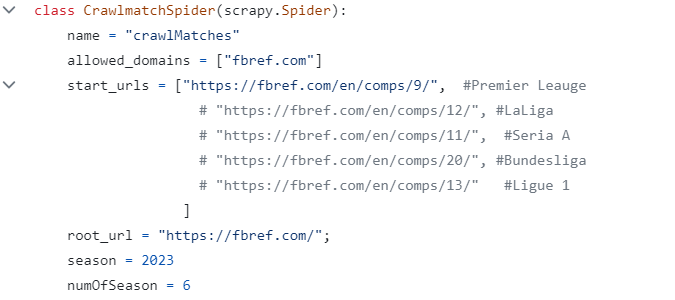 class CrawlmatchSpider(scrapy.Spider):
    name = "crawlMatches"
    allowed_domains = ["fbref.com"]
    start_urls = ["https://fbref.com/en/comps/9/",  #Premier Leauge
                    # "https://fbref.com/en/comps/12/", #LaLiga
                    # "https://fbref.com/en/comps/11/",  #Seria A
                    # "https://fbref.com/en/comps/20/", #Bundesliga
                    # "https://fbref.com/en/comps/13/"   #Ligue 1
                  ]
    root_url = "https://fbref.com/";
    season = 2023
    numOfSeason = 6